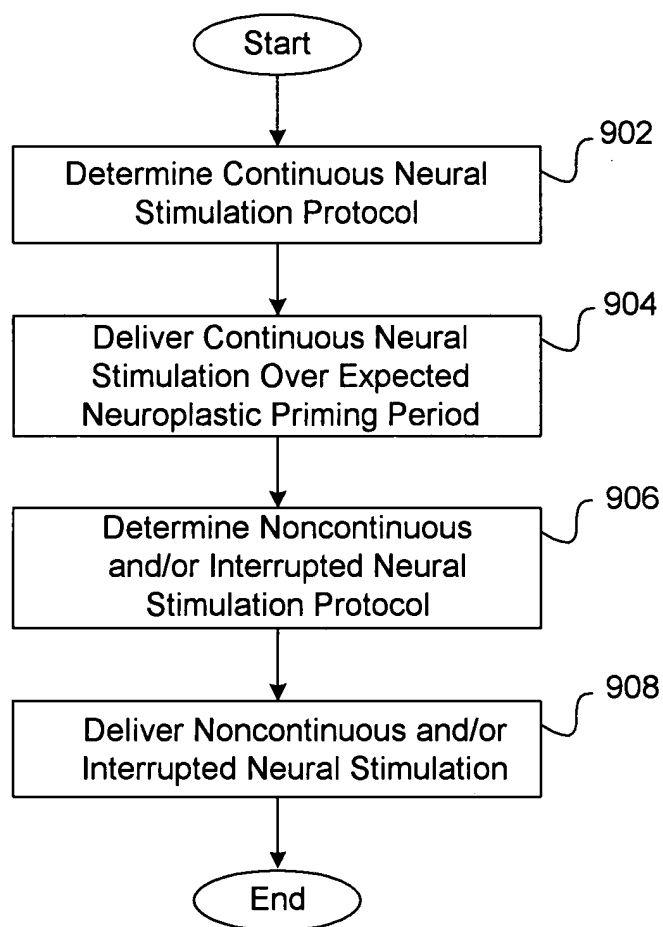 Start
902
Determine Continuous Neural
Stimulation Protocol
904
Deliver Continuous Neural
Stimulation Over Expected
Neuroplastic Priming Period
906
Determine Noncontinuous
and/or Interrupted Neural
Stimulation Protocol
908
Deliver Noncontinuous and/or
Interrupted Neural Stimulation
End